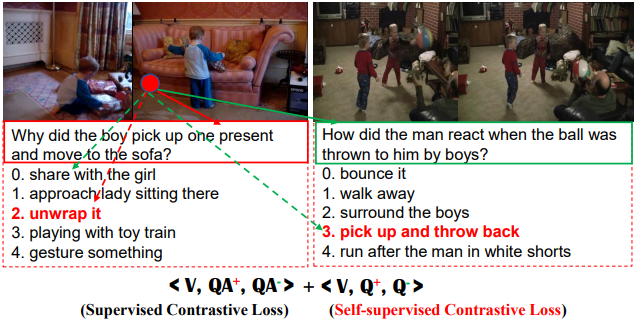 Why did the boy pick up one present
and move to the sofa?
0. share with the girl
1. approach lady sitting there
2. unwrap it
3. playing with toy train
4. gesture something
How did the man react when the ball was
thrown to him by boys?
0. bounce it
1. walk away
2. surround the boys
3. pick up and throw back
4. run after the man in white shorts
< V, QA+, QA-> + < V, Q+, Q->
(Supervised Contrastive Loss) (Self-supervised Contrastive Loss)